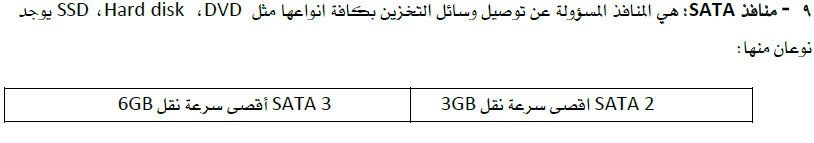 ٩ - منافذ SATA: هي المنافذ المسؤولة عن توصيل وسائل التخزين بكافة انواعها مثل SSD ،Hard disk ،DVD يوجد
نوعان منها:
SATA 2 اقصى سرعة نقل 3GB
SATA 3 أقصى سرعة نقل 6GB